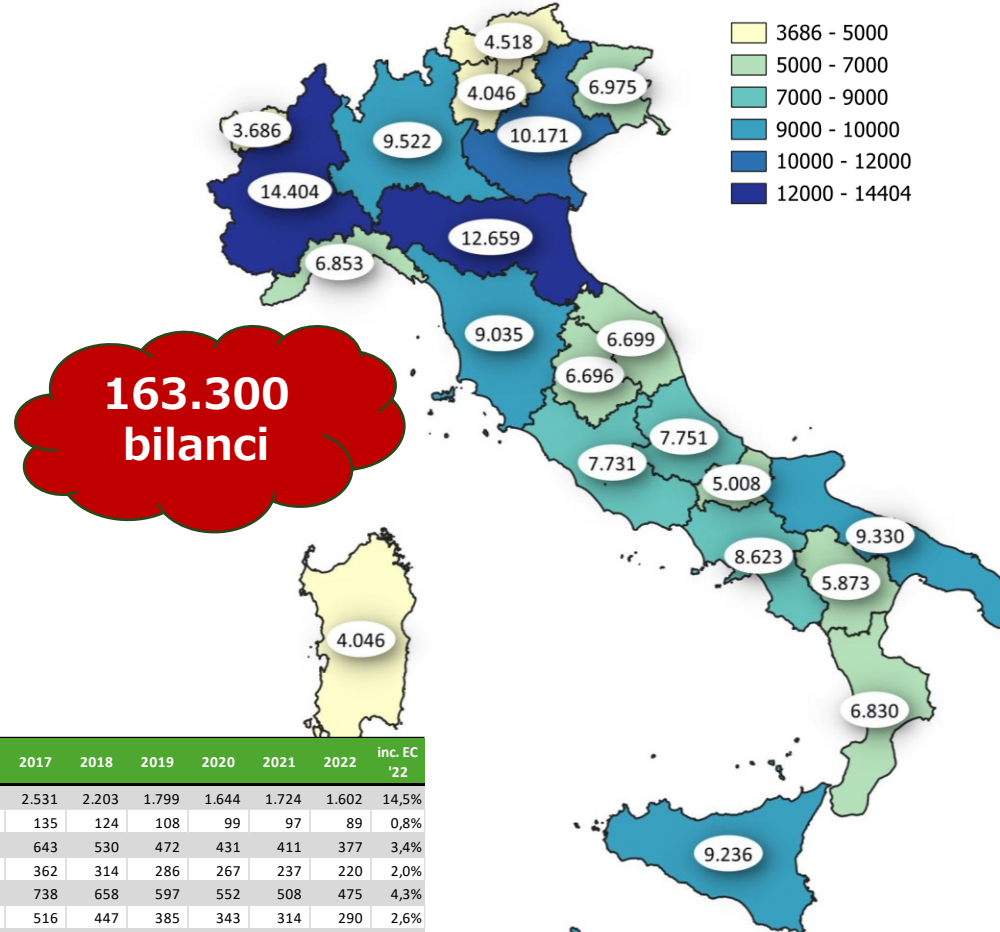 3686 - 5000
5000 - 7000
7000 - 9000
9000 - 10000
10000 - 12000
12000 - 14404
4.518
4.046
6.975
3.686
9.522
10.171
14.404
12.659
6.853
9.035
6.699
6.696
163.300
bilanci
7.751
7.731
5.008
9.330
8.623
5.873
4.046
6.830
9.236
2017 2018 2019 2020 2021 2022 inc. EC '22
2.531 2.203 1.799 1.644 1.724 1.602 14,5%
135 124 108 99 97 89 0,8%
643 530 472 431 411 377 3,4%
362 314 286 267 237 220 2,0%
738 658 597 552 508 475 4,3%
516 447 385 343 314 290 2,6%